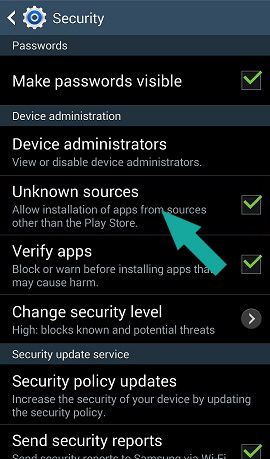 Security
Passwords
Make passwords visible
Device administration
Device administrators
View or disable device administrators.
Unknown sources
Allow installation of apps from sources
other than the Play Store.
Verify apps
Block or warn before installing apps that
may cause harm.
Change security level
High: blocks known and potential threats
Security update service
Security policy updates
Increase the security of your device by updating
the security policy.
Send security reports
Send security reports to Samsung via Wi-Fi